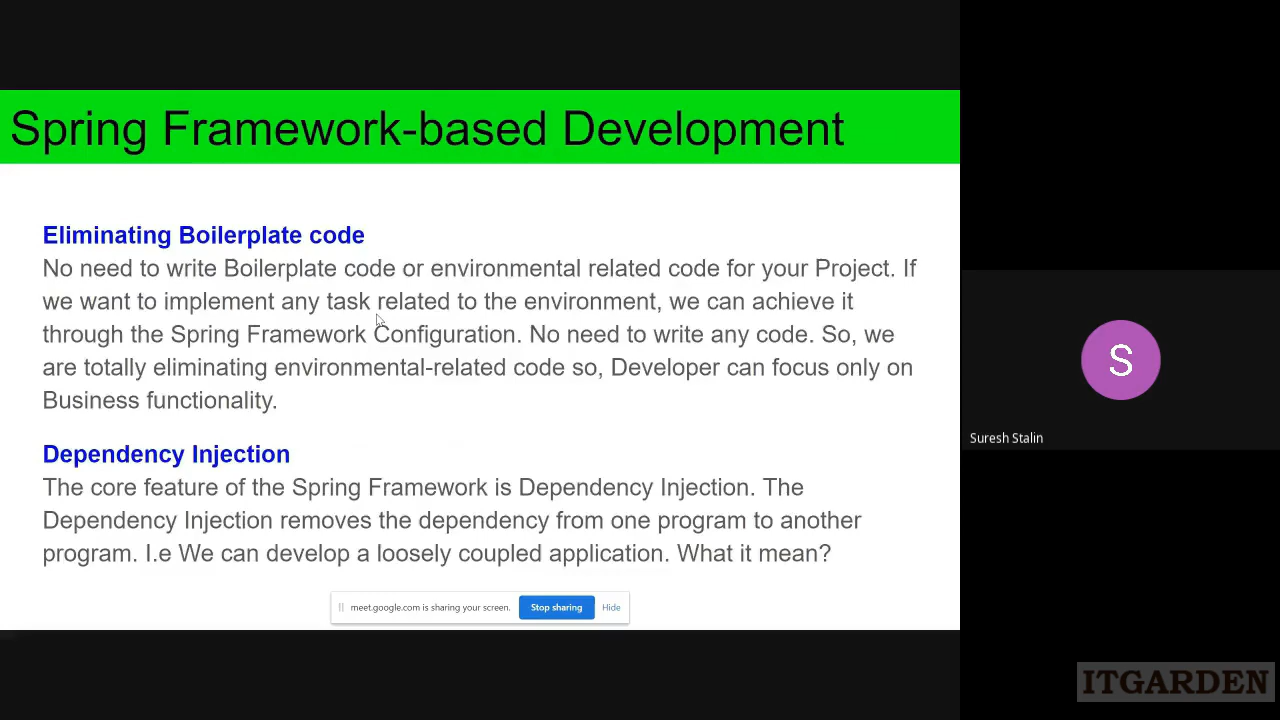 Spring Framework-based Development
Eliminating Boilerplate code
No need to write Boilerplate code or environmental related code for your Project. If
we want to implement any task related to the environment, we can achieve it
through the Spring Framework Configuration. No need to write any code. So, we
are totally eliminating environmental-related code so, Developer can focus only on
Business functionality.
Dependency Injection
The core feature of the Spring Framework is Dependency Injection. The
Dependency Injection removes the dependency from one program to another
program. I.e We can develop a loosely coupled application. What it mean?
meet.google.com is sharing your screen. Stop sharing Hide
S
Suresh Stalin
ITGARDEN